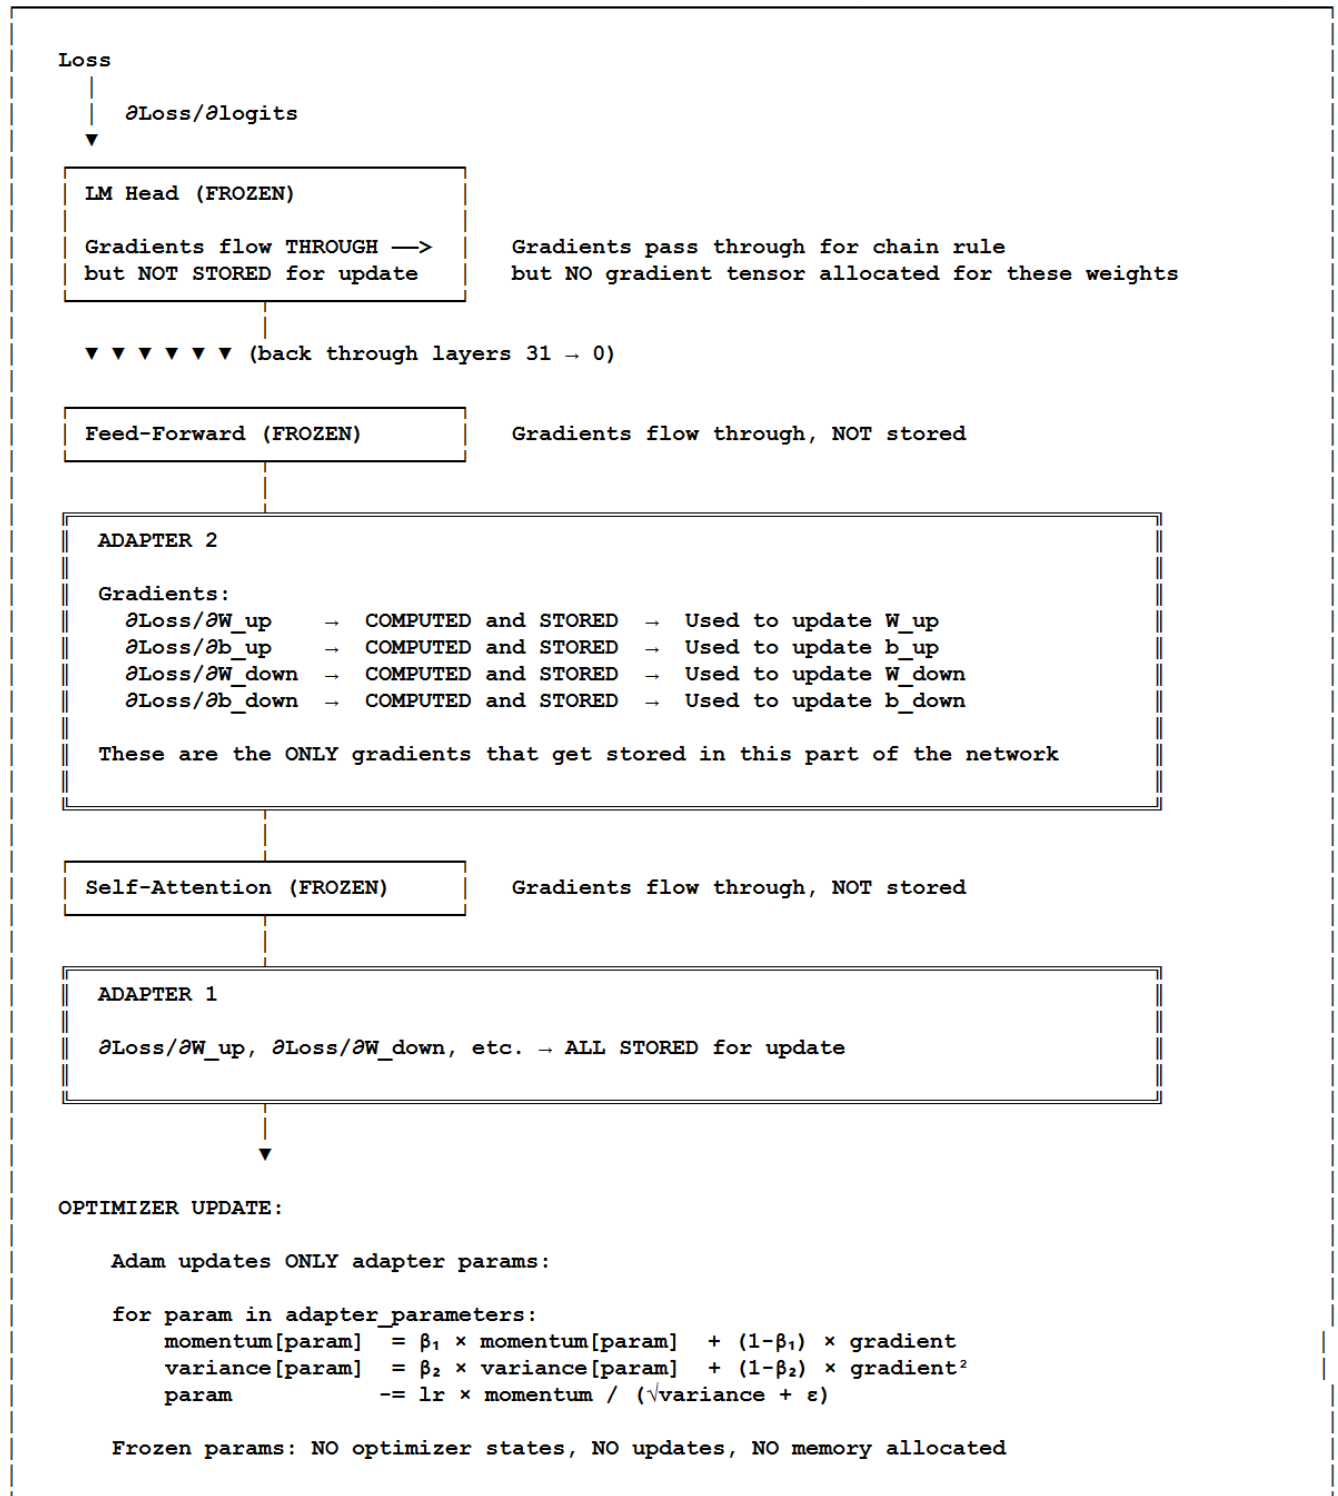 Loss
∂Loss/∂logits
▼
LM Head (FROZEN)
Gradients flow THROUGH ──> Gradients pass through for chain rule
but NOT STORED for update but NO gradient tensor allocated for these weights
▼ ▼ ▼ ▼ ▼ ▼ (back through layers 31 → 0)
Feed-Forward (FROZEN) Gradients flow through, NOT stored
ADAPTER 2
Gradients:
∂Loss/∂W_up → COMPUTED and STORED → Used to update W_up
∂Loss/∂b_up → COMPUTED and STORED → Used to update b_up
∂Loss/∂W_down → COMPUTED and STORED → Used to update W_down
∂Loss/∂b_down → COMPUTED and STORED → Used to update b_down
These are the ONLY gradients that get stored in this part of the network
Self-Attention (FROZEN) Gradients flow through, NOT stored
ADAPTER 1
∂Loss/∂W_up, ∂Loss/∂W_down, etc. → ALL STORED for update
▼
OPTIMIZER UPDATE:
Adam updates ONLY adapter params:
for param in adapter_parameters:
momentum[param] = β₁ × momentum[param] + (1-β₁) × gradient
variance[param] = β₂ × variance[param] + (1-β₂) × gradient²
param -= lr × momentum / (√variance + ε)
Frozen params: NO optimizer states, NO updates, NO memory allocated